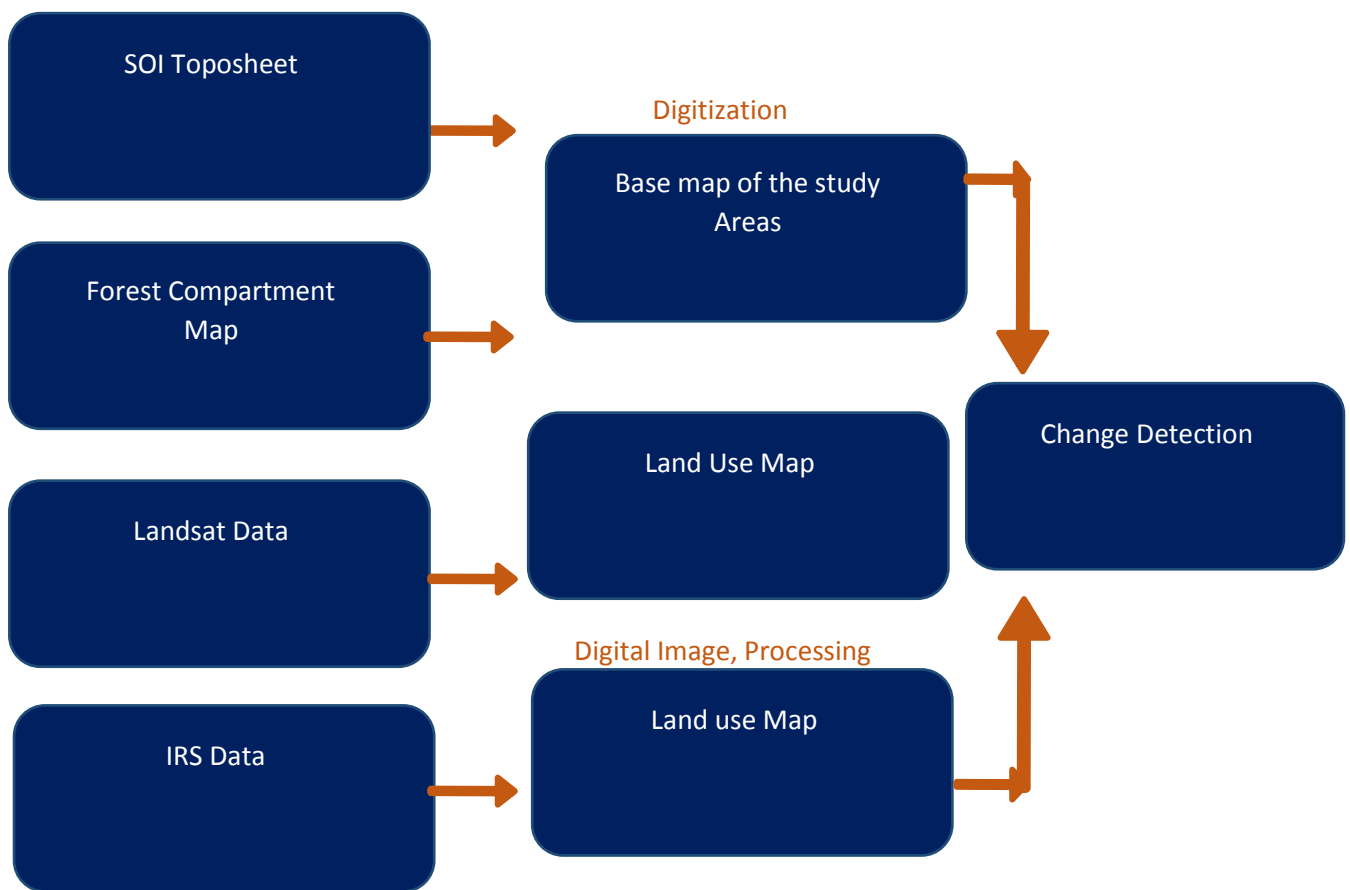 SOI Toposheet
Digitization
Base map of the study
Areas
Forest Compartment
Map
Change Detection
Land Use Map
Landsat Data
Digital Image, Processing
Land use Map
IRS Data